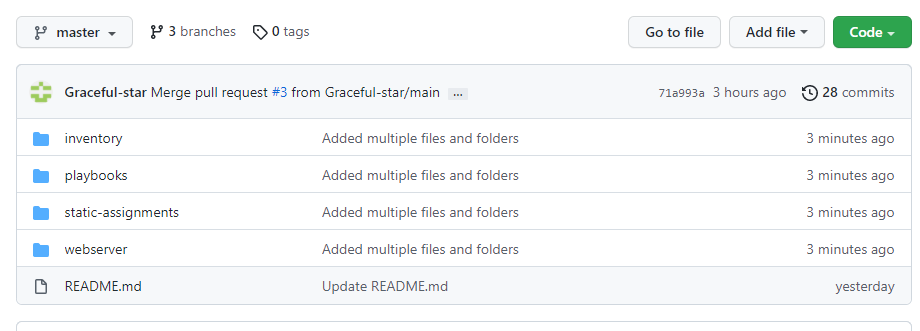 master 3 branches 0 tags Go to file Add file Code
Graceful-star Merge pull request #3 from Graceful-star/main ... 71a993a 3 hours ago 28 commits
inventory Added multiple files and folders 3 minutes ago
playbooks Added multiple files and folders 3 minutes ago
static-assignments Added multiple files and folders 3 minutes ago
webserver Added multiple files and folders 3 minutes ago
README.md Update README.md yesterday